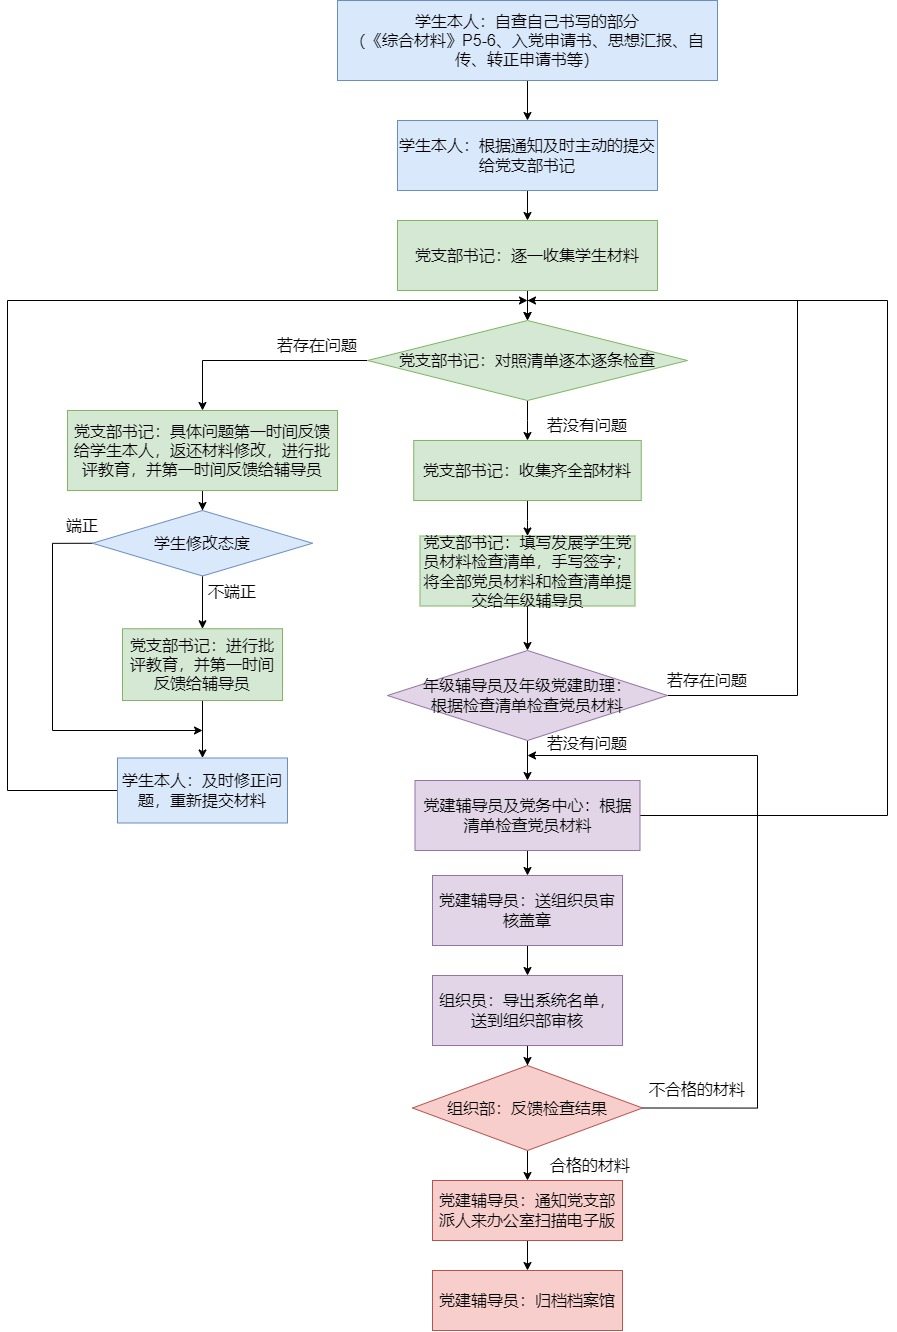 学生本人：自查自己书写的部分
（《综合材料》P5-6、入党申请书、思想汇报、自
传、转正申请书等）
学生本人：根据通知及时主动的提交
给党支部书记
党支部书记：逐一收集学生材料
若存在问题
党支部书记：对照清单逐本逐条检查
若没有问题
党支部书记：具体问题第一时间反馈
给学生本人，返还材料修改，进行批
评教育，并第一时间反馈给辅导员
党支部书记：收集齐全部材料
端正
学生修改态度
不端正
党支部书记：填写发展学生党
员材料检查清单，手写签字；
将全部党员材料和检查清单提
交给年级辅导员
党支部书记：进行批
评教育，并第一时间
反馈给辅导员
年级辅导员及年级党建助理：
根据检查清单检查党员材料
若存在问题
若没有问题
学生本人：及时修正问
题，重新提交材料
党建辅导员及党务中心：根据
清单检查党员材料
党建辅导员：送组织员审
核盖章
组织员：导出系统名单，
送到组织部审核
不合格的材料
组织部：反馈检查结果
合格的材料
党建辅导员：通知党支部
派人来办公室扫描电子版
党建辅导员：归档档案馆